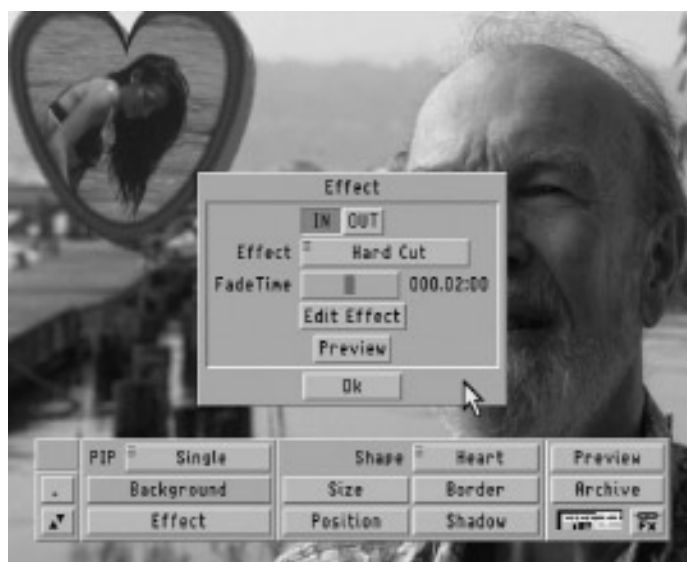 Effect
IN OUT
Effect Hard Cut
FadeTime 000.02:00
Edit Effect
Preview
Ok
PIP Single Shape Heart Preview
Background Size Border Archive
Effect Position Shadow
FX